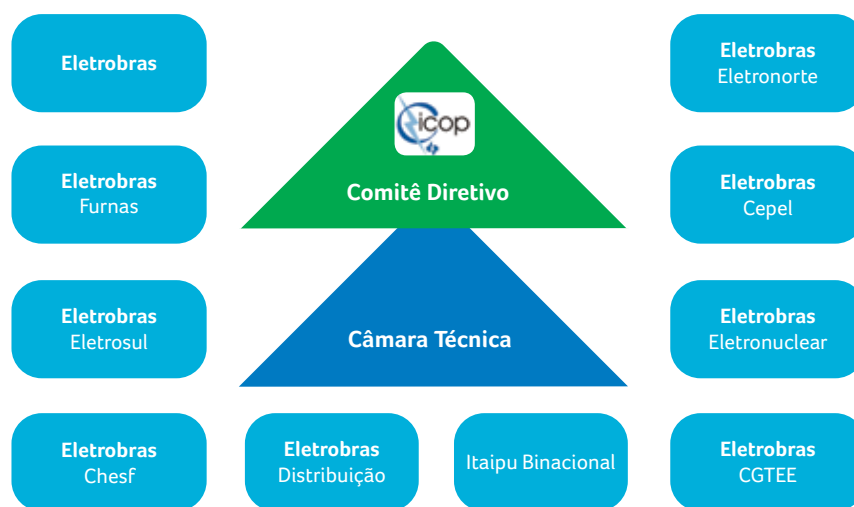 Eletrobras
Eletrobras
Eletronorte
icop
Comitê Diretivo
Eletrobras
Furnas
Eletrobras
Cepel
Câmara Técnica
Eletrobras
Eletrosul
Eletrobras
Eletronuclear
Eletrobras
Chesf
Eletrobras
Distribuição
Itaipu Binacional
Eletrobras
CGTEE